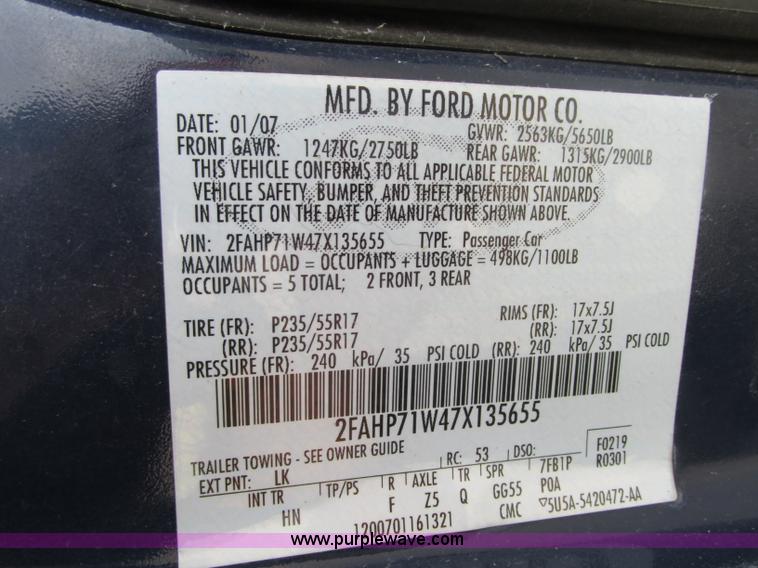 MFD. BY FORD MOTOR CO.
DATE: 01/07 GVWR: 2563KG/5650LB
FRONT GAWR: 1247KG/2750LB REAR GAWR: 1315KG/2900LB
THIS VEHICLE CONFORMS TO ALL APPLICABLE FEDERAL MOTOR
VEHICLE SAFETY, BUMPER, AND THEFT PREVENTION STANDARDS
IN EFFECT ON THE DATE OF MANUFACTURE SHOWN ABOVE.
VIN: 2FAHP71W47X135655 TYPE: Passenger Car
MAXIMUM LOAD = OCCUPANTS + LUGGAGE = 498KG/1100LB
OCCUPANTS = 5 TOTAL; 2 FRONT, 3 REAR
TIRE (FR): P235/55R17 RIMS (FR): 17x7.5J
(RR): P235/55R17 (RR): 17x7.5J
PRESSURE (FR): 240 kPa/ 35 PSI COLD (RR): 240 kPa/ 35 PSI COLD
2FAHP71W47X135655
TRAILER TOWING - SEE OWNER GUIDE RC: 53 DSO: F0219
EXT PNT: LK 7FB1P R0301
INT TR TP/PS R AXLE TR SPR POA
HN F Z5 Q GG55 ▽5U5A-5420472-AA
1200701161321 CMC
www.purplewave.com